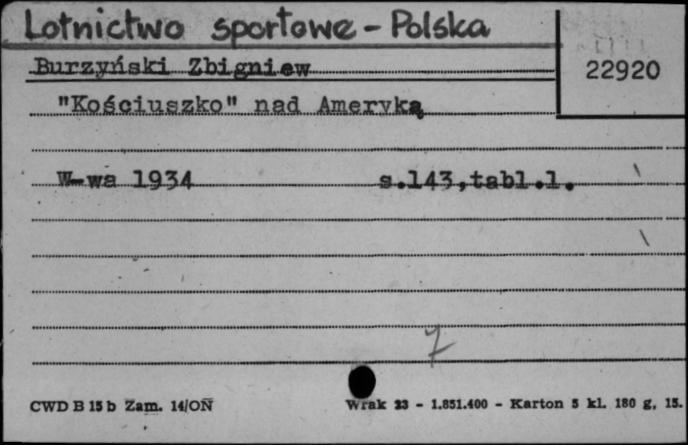 Lotnictwo sportowe - Polska
Burzyński Zbigniew
22920
"Kościuszko" nad Ameryką
W-wa 1934 s.143,tabl.1.
7
CWD B 15 b Zam. 14/OŃ Wrak 23 - 1.851.400 - Karton 5 kl. 180 g, 15.